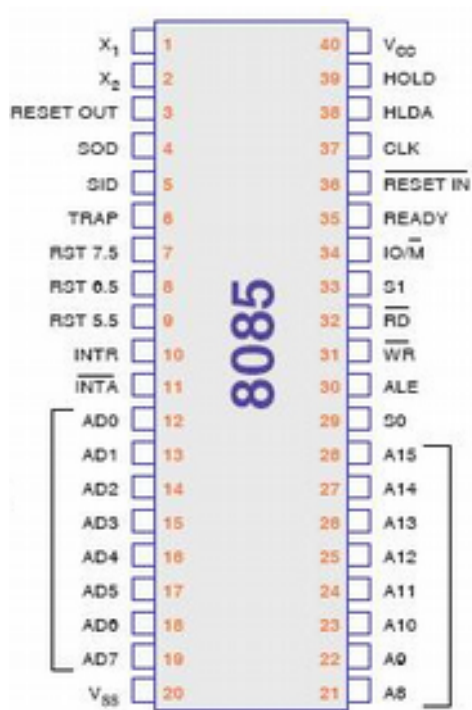 X1 1 40 VCC
X2 2 39 HOLD
RESET OUT 3 38 HLDA
SOD 4 37 CLK
SID 5 36 RESET IN
TRAP 6 35 READY
RST 7.5 7 34 IO/M
RST 6.5 8 33 S1
RST 5.5 9 32 RD
INTR 10 31 WR
INTA 11 30 ALE
AD0 12 29 S0
AD1 13 28 A15
AD2 14 27 A14
AD3 15 26 A13
AD4 16 25 A12
AD5 17 24 A11
AD6 18 23 A10
AD7 19 22 A9
VSS 20 21 A8
8085